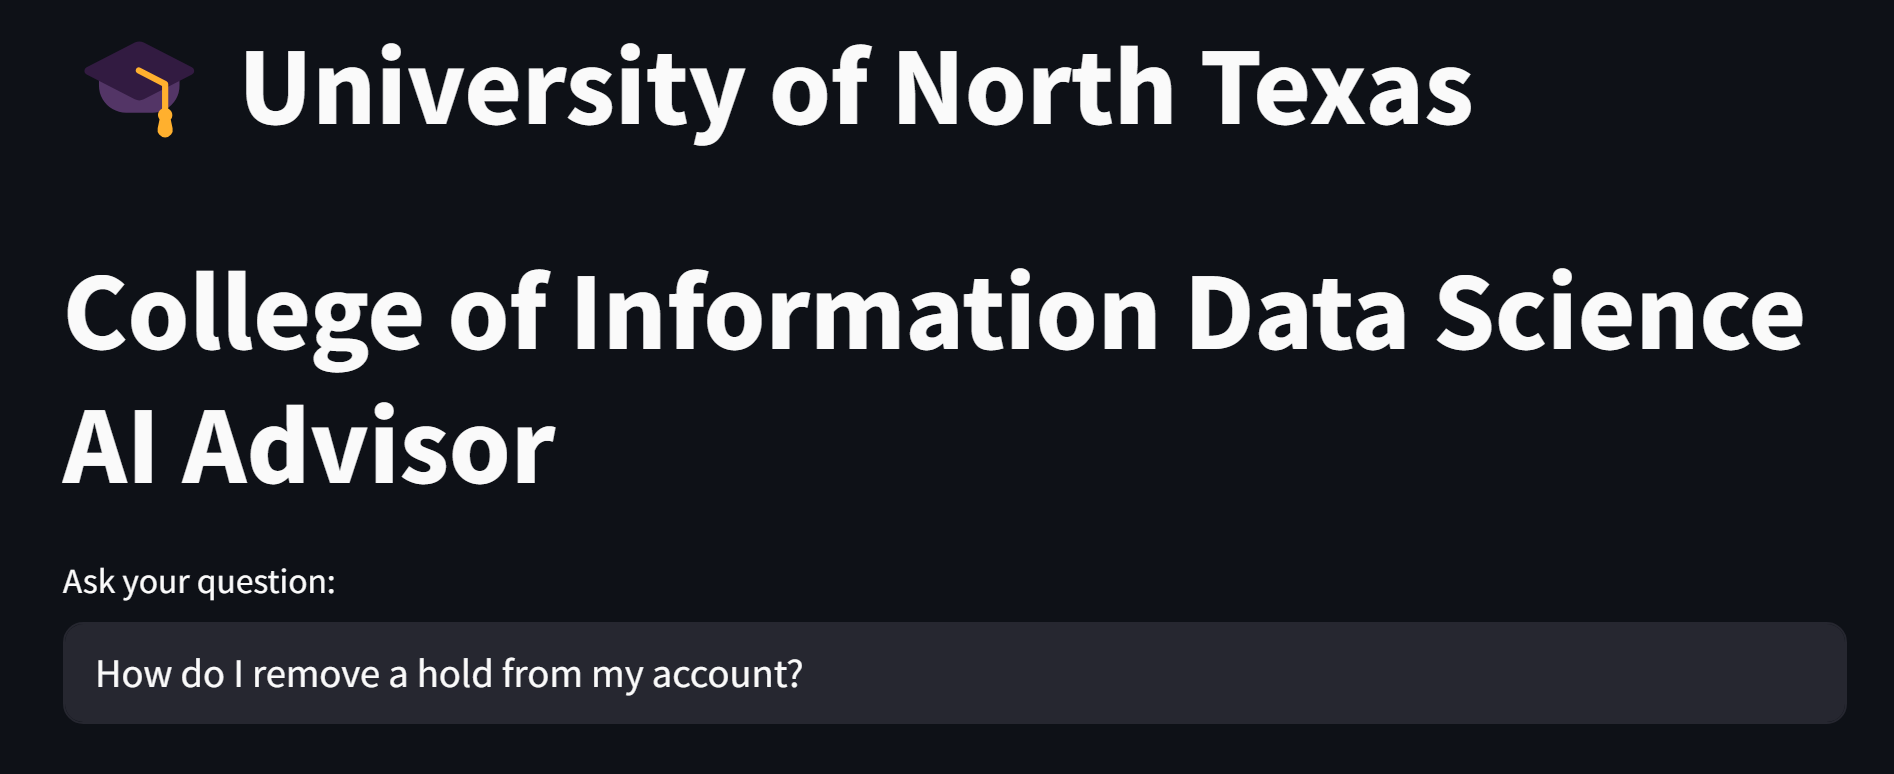 University of North Texas
College of Information Data Science
AI Advisor
Ask your question:
How do I remove a hold from my account?